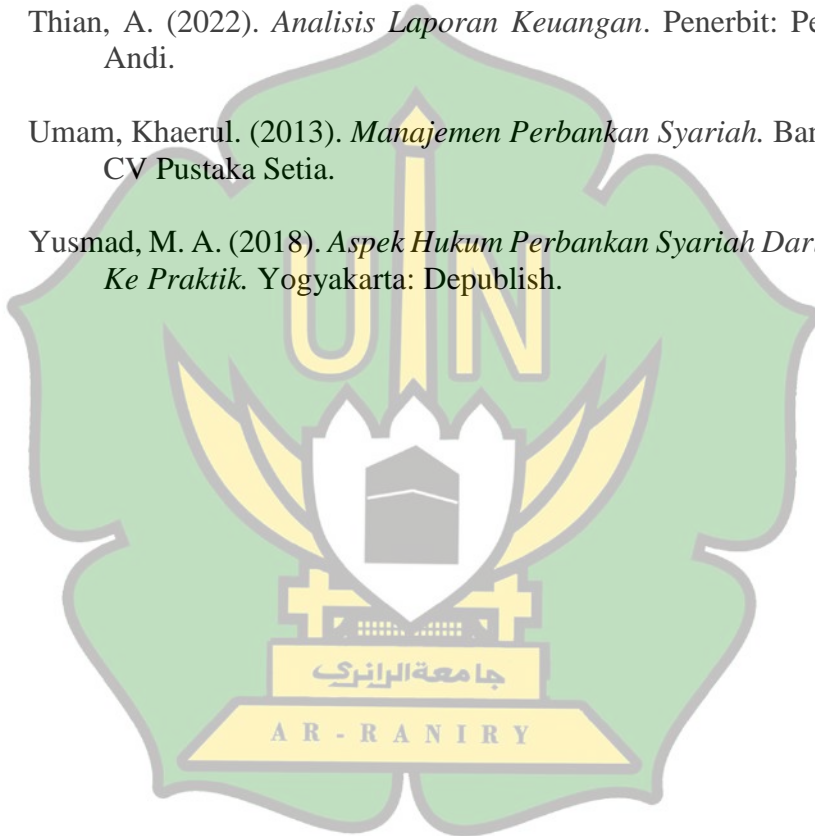 Thian, A. (2022). Analisis Laporan Keuangan. Penerbit:
Andi.
Umam, Khaerul. (2013). Manajemen Perbankan Syariah.
CV Pustaka Setia.
Yusmad, M. A. (2018). Aspek Hukum Perbankan Syariah
Ke Praktik. Yogyakarta: Depublish.
UIN
جامعة الرانري
AR-RANIRY